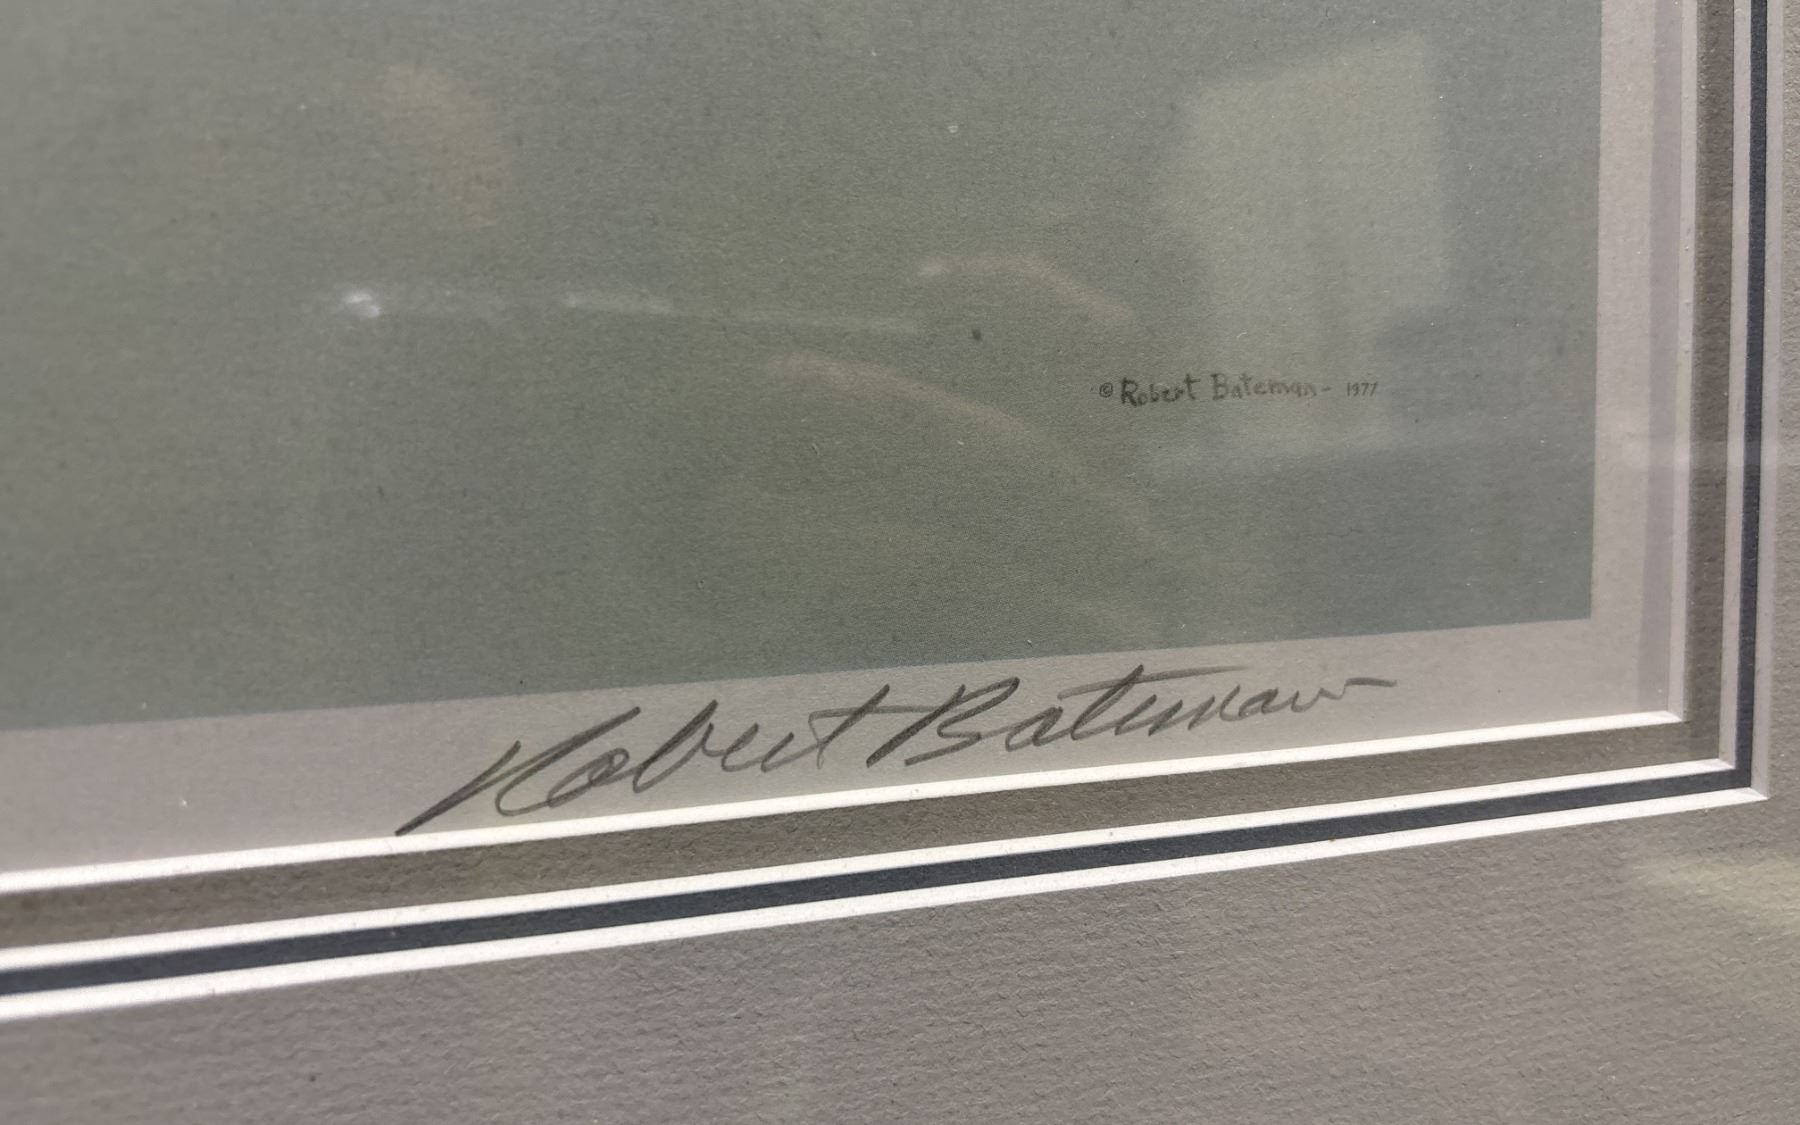 © Robert Bateman – 1977
Robert Bateman